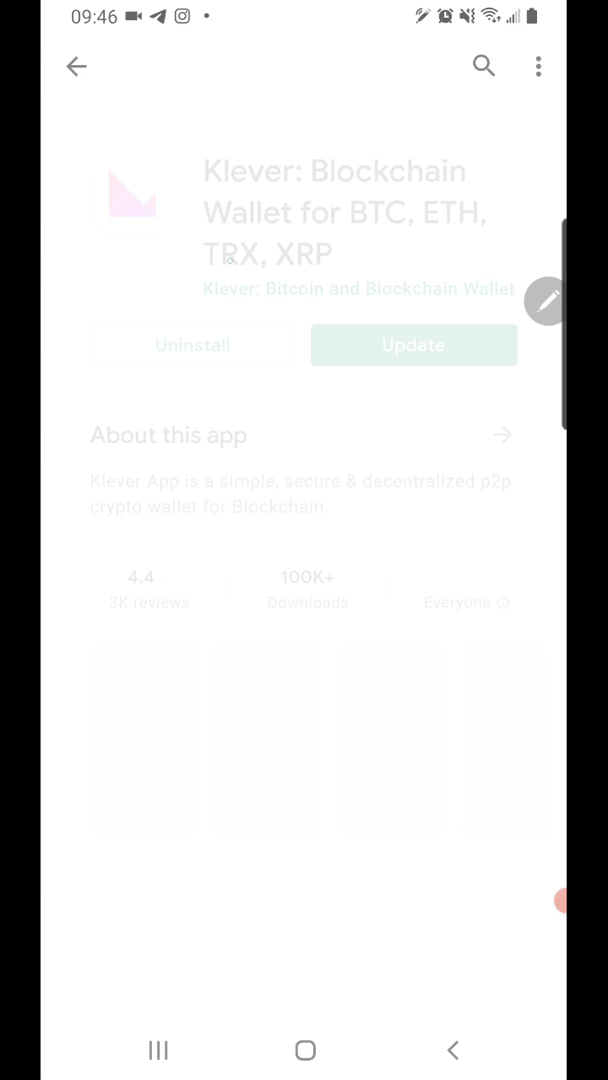 09:46
Klever: Blockchain
Wallet for BTC, ETH,
TRX, XRP
Klever: Bitcoin and Blockchain Wallet
Uninstall
Update
About this app
Klever App is a simple, secure & decentralized p2p
crypto wallet for Blockchain.
4.4
100K+
3K reviews
Downloads
Everyone